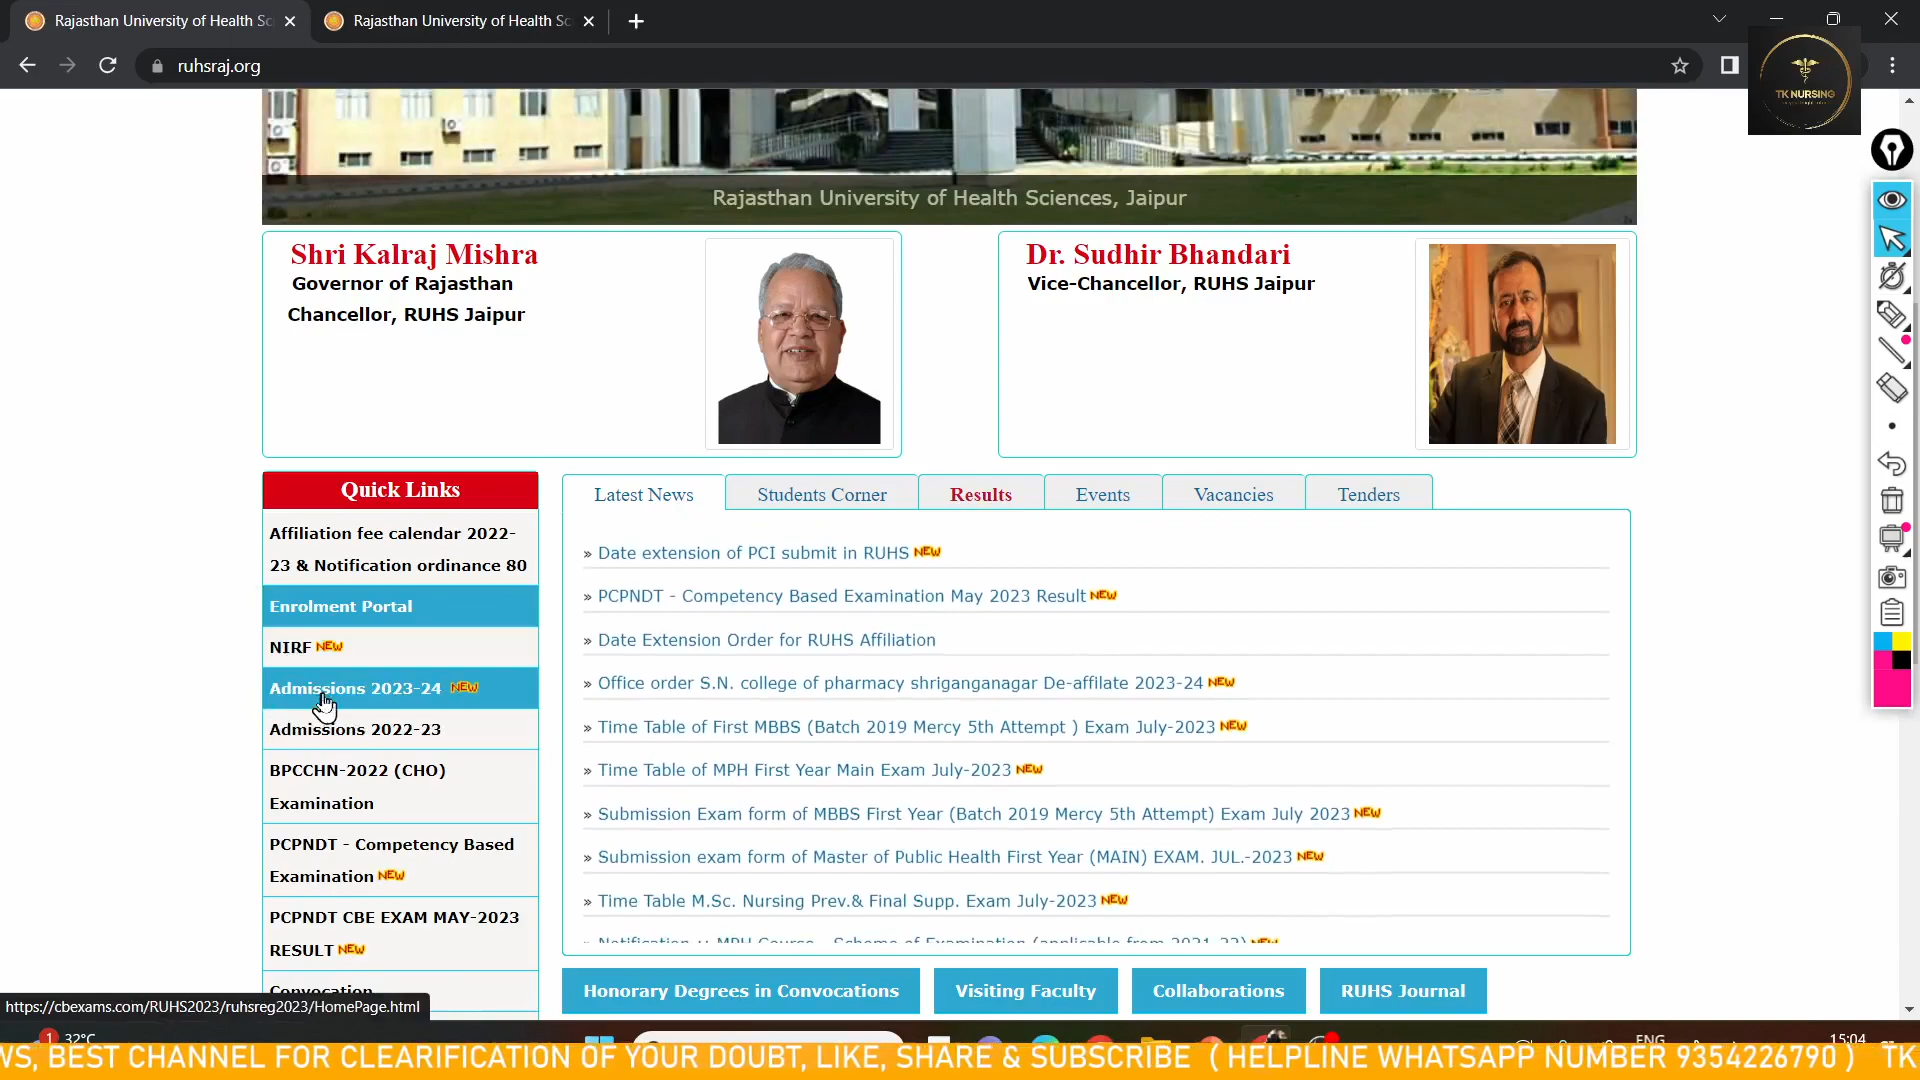 Rajasthan University of Health Sc
Rajasthan University of Health Sc
ruhsraj.org
TK NURSING
Rajasthan University of Health Sciences, Jaipur
Shri Kalraj Mishra
Governor of Rajasthan
Chancellor, RUHS Jaipur
Dr. Sudhir Bhandari
Vice-Chancellor, RUHS Jaipur
Quick Links
Affiliation fee calendar 2022-
23 & Notification ordinance 80
Enrolment Portal
NIRF NEW
Admissions 2023-24 NEW
Admissions 2022-23
BPCCHN-2022 (CHO)
Examination
PCPNDT - Competency Based
Examination NEW
PCPNDT CBE EXAM MAY-2023
RESULT NEW
Convocation
Latest News Students Corner Results Events Vacancies Tenders
» Date extension of PCI submit in RUHS NEW
» PCPNDT - Competency Based Examination May 2023 Result NEW
» Date Extension Order for RUHS Affiliation
» Office order S.N. college of pharmacy shriganganagar De-affilate 2023-24 NEW
» Time Table of First MBBS (Batch 2019 Mercy 5th Attempt ) Exam July-2023 NEW
» Time Table of MPH First Year Main Exam July-2023 NEW
» Submission Exam form of MBBS First Year (Batch 2019 Mercy 5th Attempt) Exam July 2023 NEW
» Submission exam form of Master of Public Health First Year (MAIN) EXAM. JUL.-2023 NEW
» Time Table M.Sc. Nursing Prev.& Final Supp. Exam July-2023 NEW
Honorary Degrees in Convocations Visiting Faculty Collaborations RUHS Journal
https://cbexams.com/RUHS2023/ruhsreg2023/HomePage.html
1 32°C ENG 15:04
WS, BEST CHANNEL FOR CLEARIFICATION OF YOUR DOUBT, LIKE, SHARE & SUBSCRIBE ( HELPLINE WHATSAPP NUMBER 9354226790 ) TK